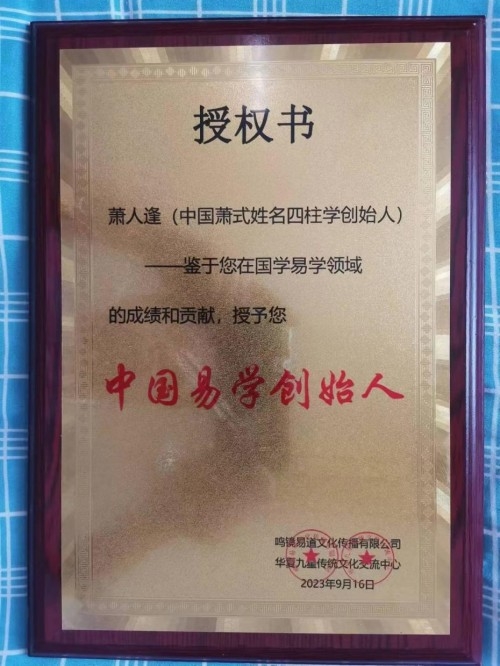 授权书
萧人逢（中国萧式姓名四柱学创始人）
——鉴于您在国学易学领域
的成绩和贡献，授予您
中国易学创始人
鸣锦易道文化传播有限公司
华夏九星传统文化交流中心
2023年9月16日